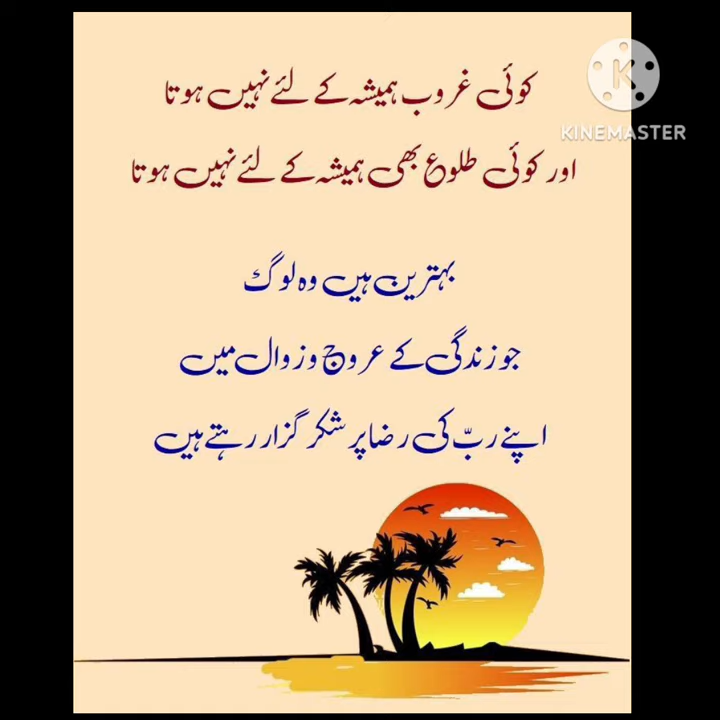 کوئی غروب ہمیشہ کے لئے نہیں ہوتا
اور کوئی طلوع بھی ہمیشہ کے لئے نہیں ہوتا
بہترین ہیں وہ لوگ
جو زندگی کے عروج و زوال میں
اپنے ربّ کی رضا پر شکر گزار رہتے ہیں
K
KINEMASTER